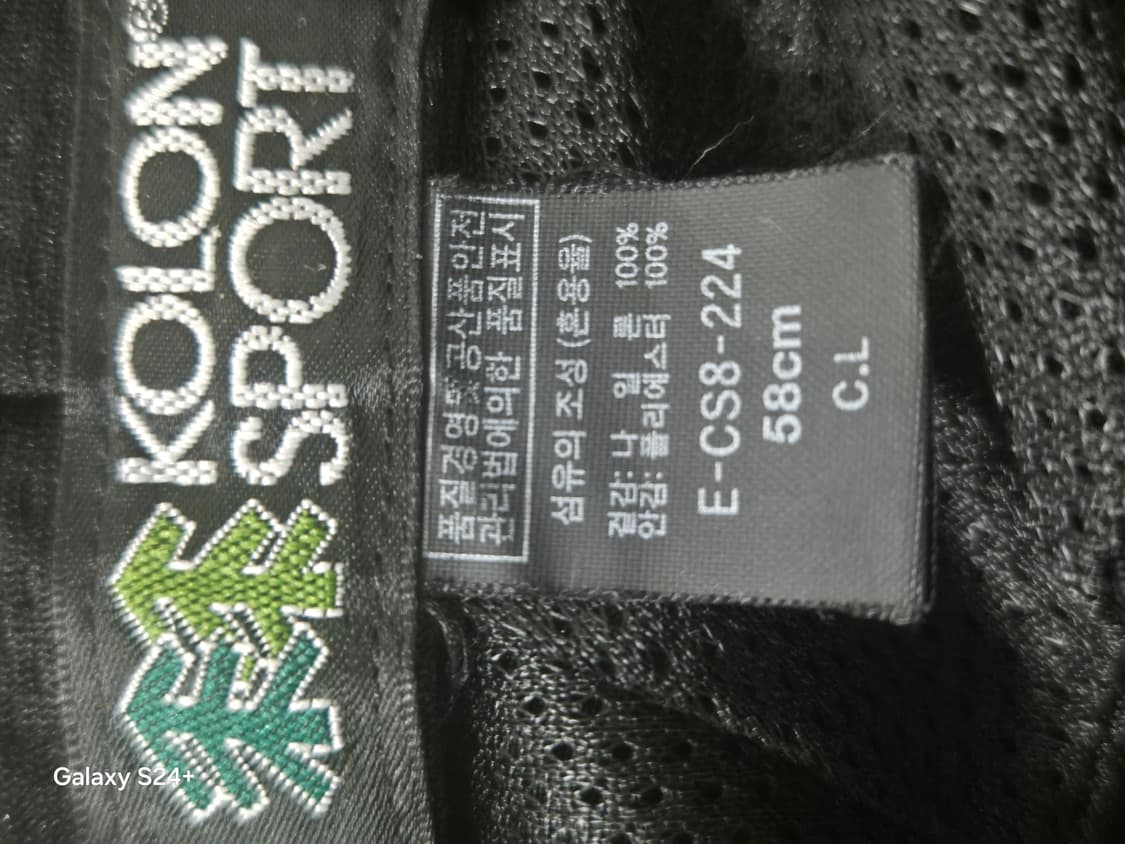 KOLON
SPORT
품질경영 및 공산품안전
관리법에 의한 품질표시
섬유의 조성 (혼용율)
겉감: 나 일 론 100%
안감: 폴리에스터 100%
E-CS8-224
58cm
C.L
Galaxy S24+